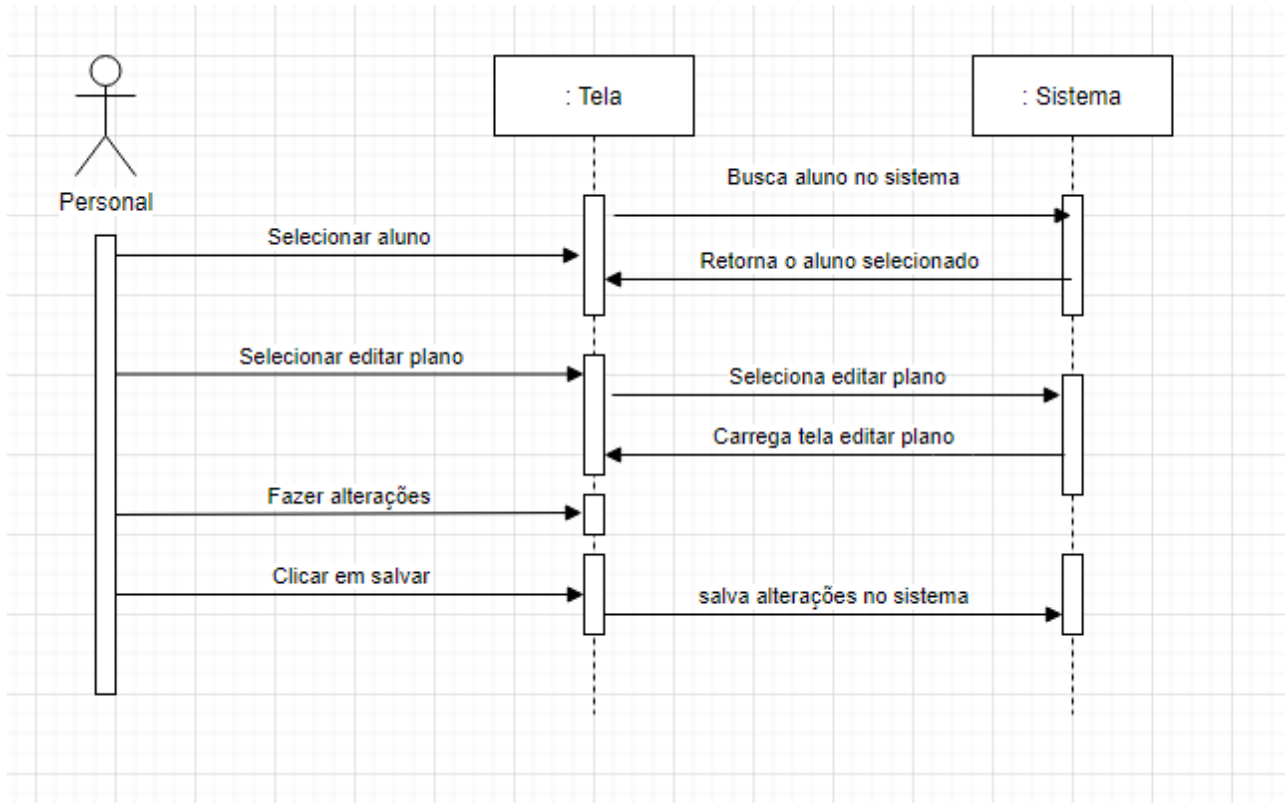 : Tela
: Sistema
Personal
Busca aluno no sistema
Selecionar aluno
Retorna o aluno selecionado
Selecionar editar plano
Seleciona editar plano
Carrega tela editar plano
Fazer alterações
Clicar em salvar
salva alterações no sistema